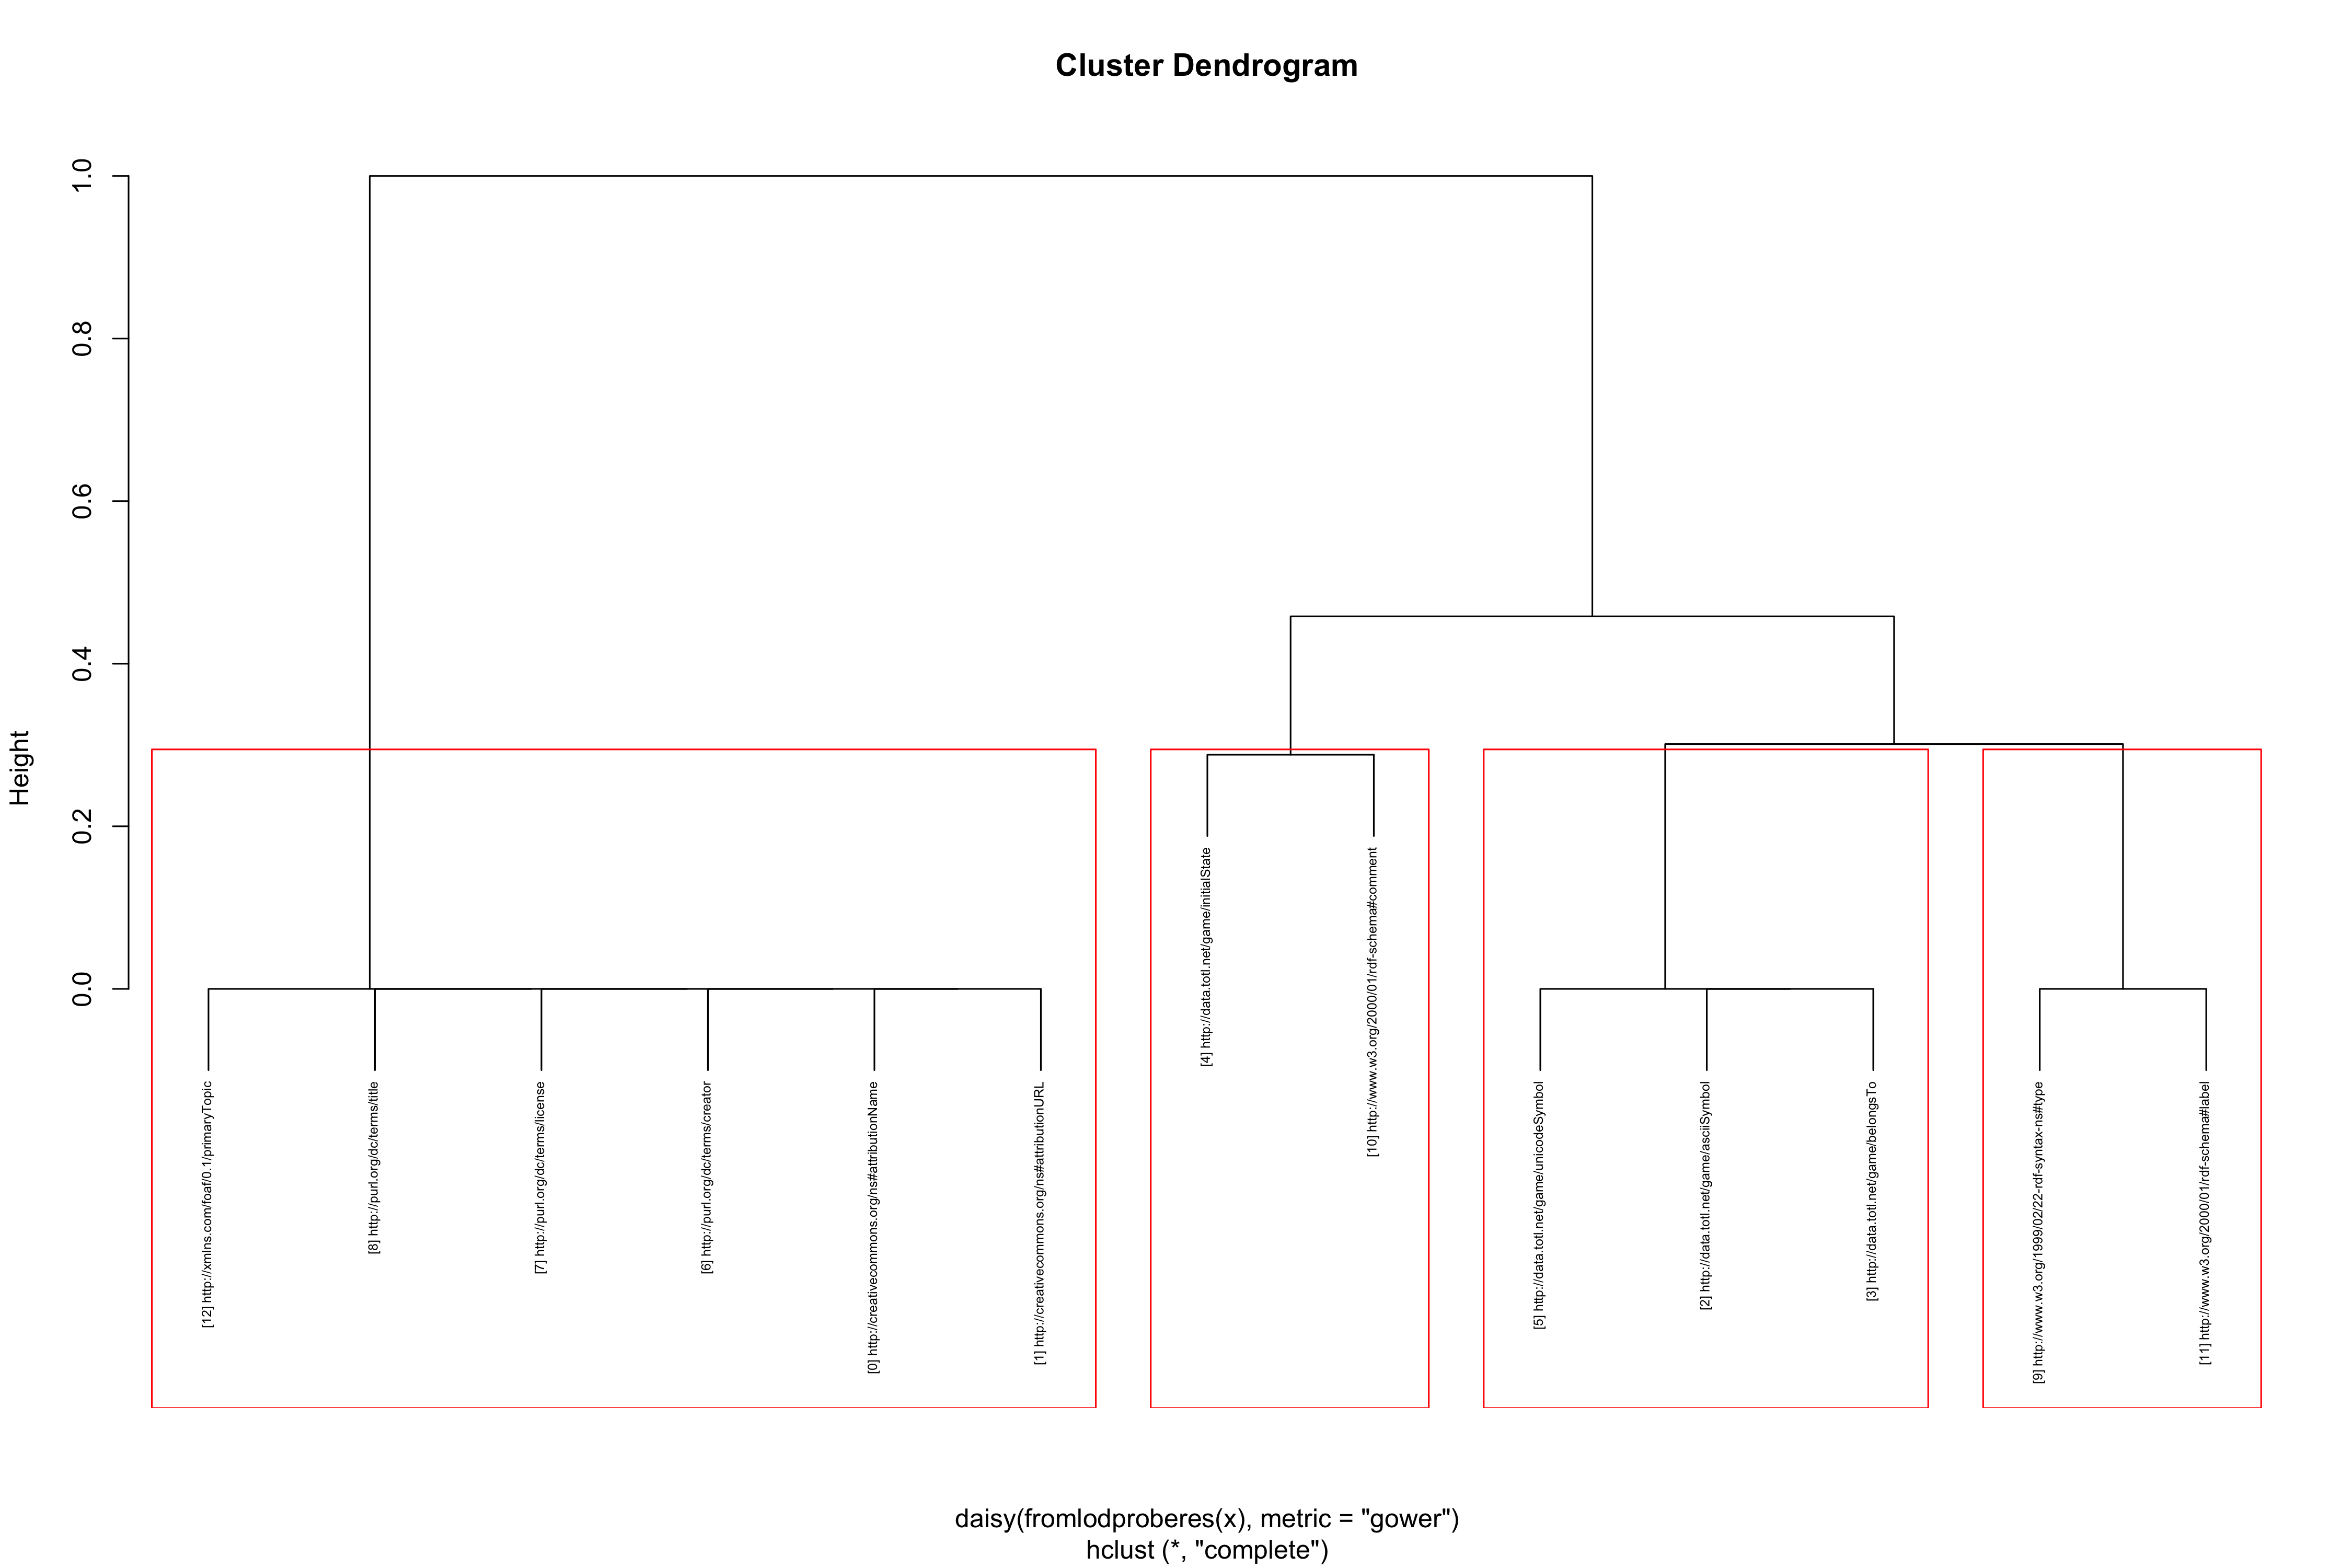 Cluster Dendrogram
Height
1.0
0.8
0.6
0.4
0.2
0.0
[12] http://xmlns.com/foaf/0.1/primaryTopic
[8] http://purl.org/dc/terms/title
[7] http://purl.org/dc/terms/license
[6] http://purl.org/dc/terms/creator
[0] http://creativecommons.org/ns#attributionName
[1] http://creativecommons.org/ns#attributionURL
[4] http://data.totl.net/game/initialState
[10] http://www.w3.org/2000/01/rdf-schema#comment
[5] http://data.totl.net/game/unicodeSymbol
[2] http://data.totl.net/game/asciiSymbol
[3] http://data.totl.net/game/belongsTo
[9] http://www.w3.org/1999/02/22-rdf-syntax-ns#type
[11] http://www.w3.org/2000/01/rdf-schema#label
daisy(fromlodproberes(x), metric = "gower")
hclust (*, "complete")